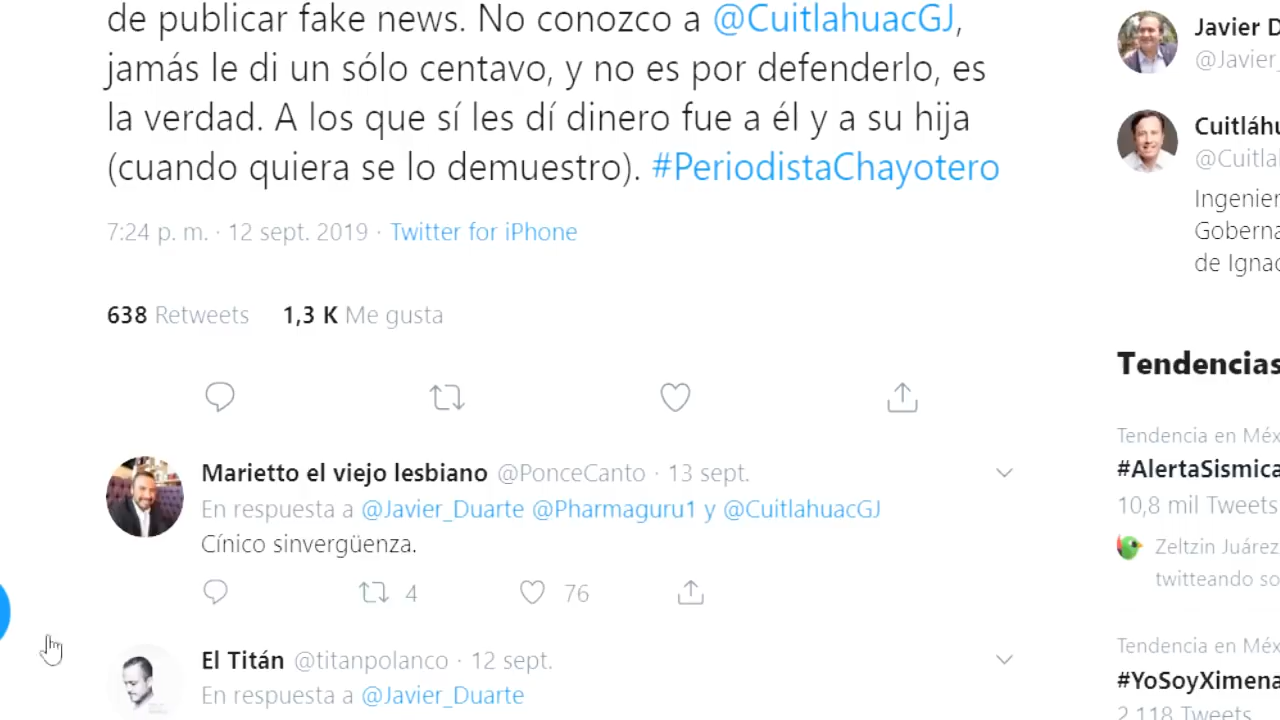 de publicar fake news. No conozco a @CuitlahuacGJ,
jamás le di un sólo centavo, y no es por defenderlo, es
la verdad. A los que sí les dí dinero fue a él y a su hija
(cuando quiera se lo demuestro). #PeriodistaChayotero
7:24 p. m. · 12 sept. 2019 · Twitter for iPhone
638 Retweets 1,3 K Me gusta
Marietto el viejo lesbiano @PonceCanto · 13 sept.
En respuesta a @Javier_Duarte @Pharmaguru1 y @CuitlahuacGJ
Cínico sinvergüenza.
4 76
El Titán @titanpolanco · 12 sept.
En respuesta a @Javier_Duarte
Javier D
@Javier_
Cuitláhu
@Cuitla
Ingenier
Goberna
de Ignac
Tendencias
Tendencia en Méx
#AlertaSismica
10,8 mil Tweets
Zeltzin Juárez
twitteando so
Tendencia en Méx
#YoSoyXimena
2.118 Tweets